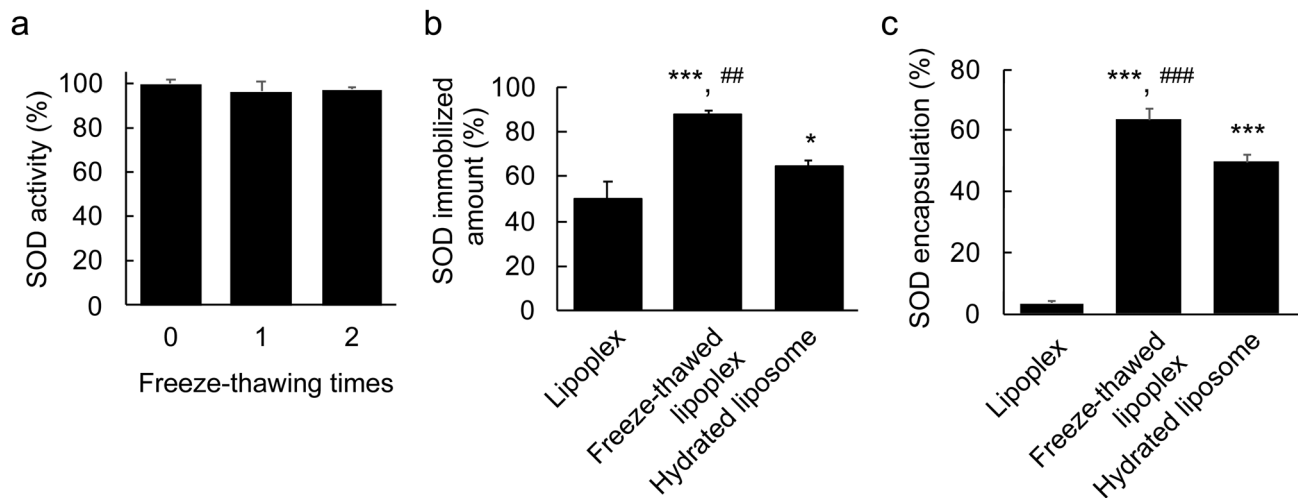 a
SOD activity (%)
100
80
60
40
20
0
0 1 2
Freeze-thawing times
b
SOD immobilized
amount (%)
100
80
60
40
20
0
***, ##
*
Lipoplex
Freeze-thawed
lipoplex
Hydrated liposome
c
SOD encapsulation (%)
80
60
40
20
0
***, ###
***
Lipoplex
Freeze-thawed
lipoplex
Hydrated liposome